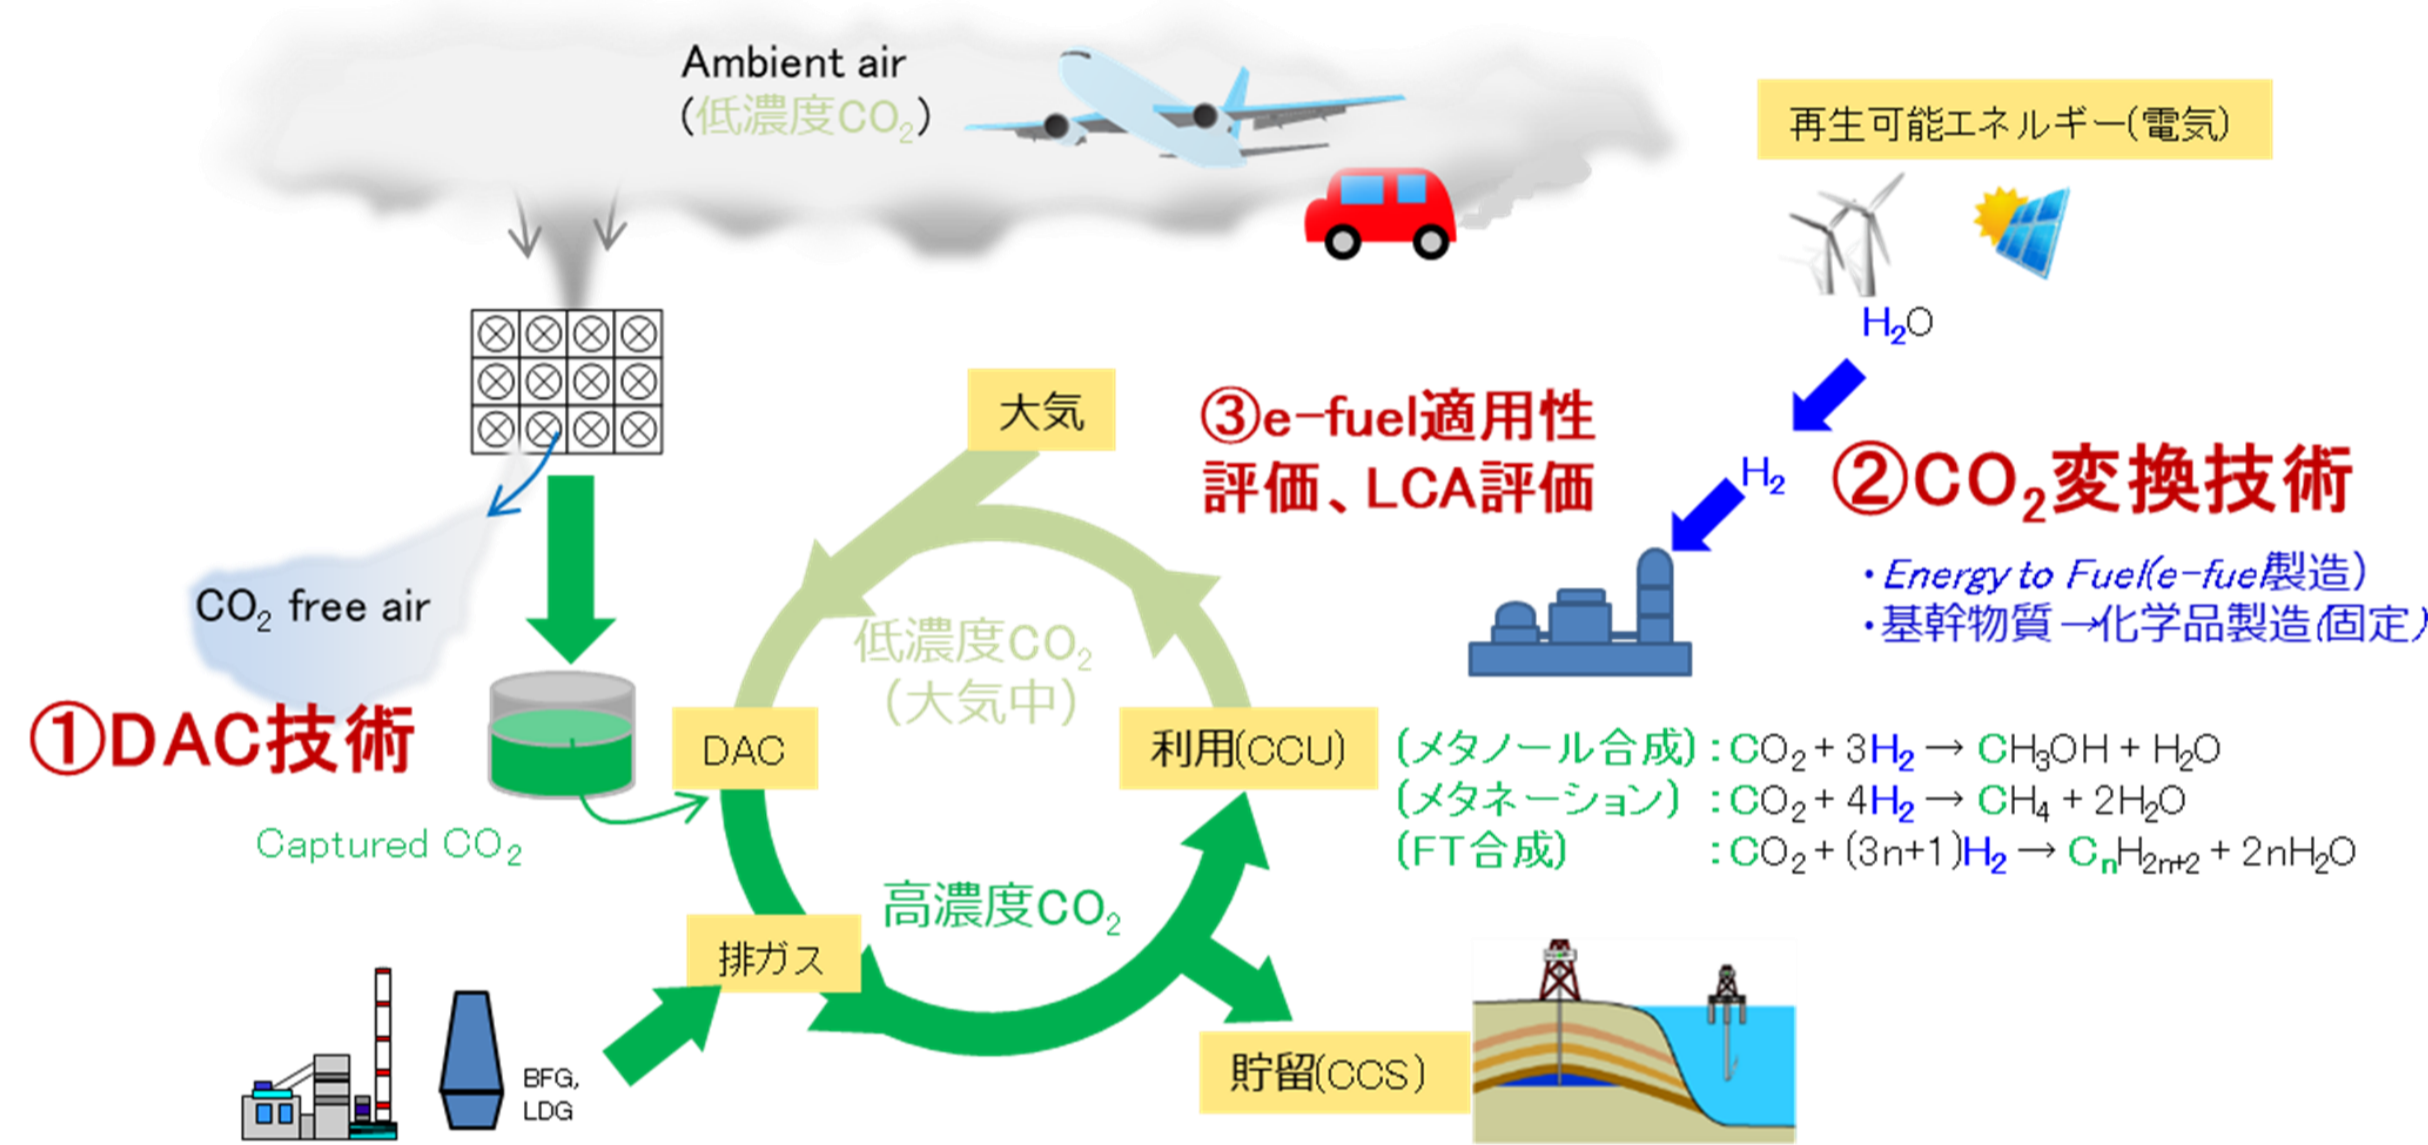 Ambient air
(低濃度CO₂)
再生可能エネルギー(電気)
H₂O
H₂
大気
③e-fuel適用性
評価、LCA評価
②CO₂変換技術
・Energy to Fuel(e-fuel製造)
・基幹物質→化学品製造(固定)
CO₂ free air
①DAC技術
低濃度CO₂
(大気中)
DAC
利用(CCU)
(メタノール合成):CO₂ + 3H₂ → CH₃OH + H₂O
(メタネーション) :CO₂ + 4H₂ → CH₄ + 2H₂O
(FT合成) :CO₂ + (3n+1)H₂ → CₙH₂ₙ₊₂ + 2nH₂O
Captured CO₂
高濃度CO₂
排ガス
BFG,
LDG
貯留(CCS)